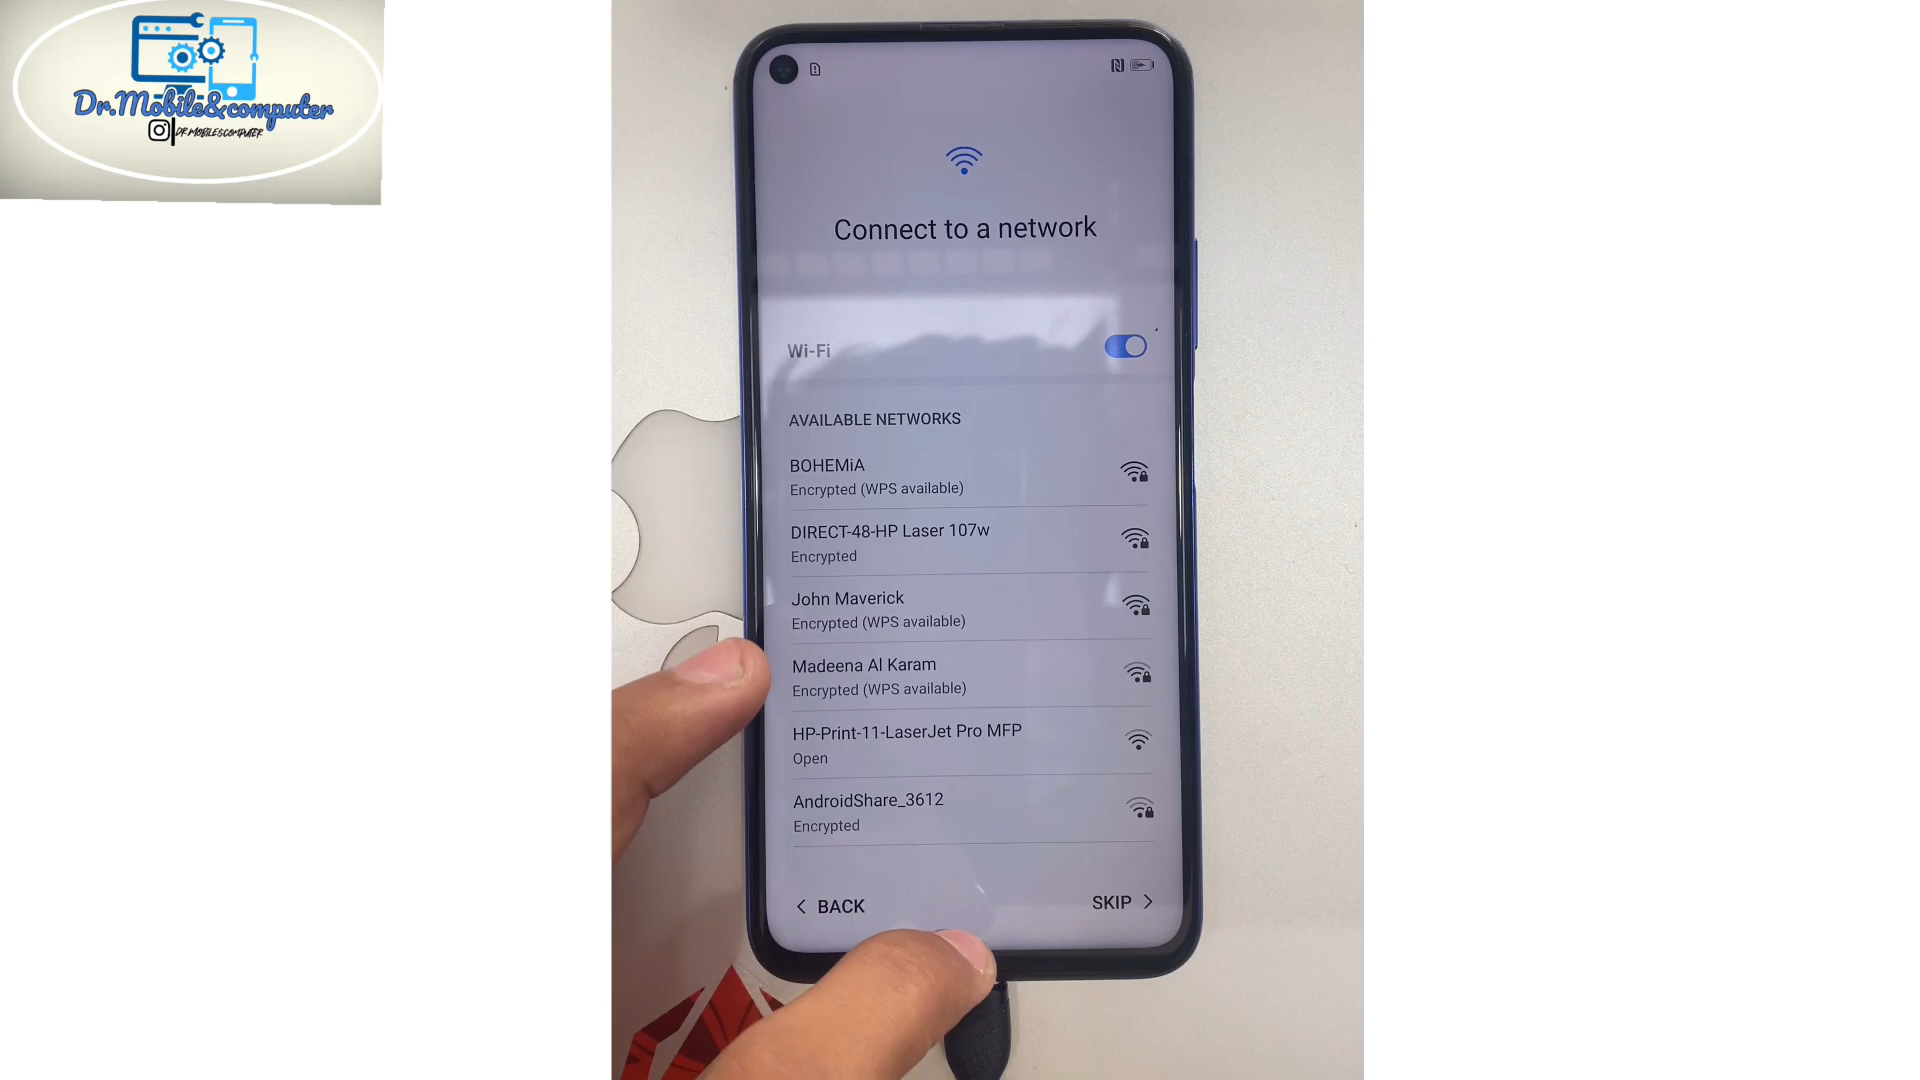 Dr.Mobile&computer
DR.MOBILE&COMPUTER
Connect to a network
Wi-Fi
AVAILABLE NETWORKS
BOHEMiA
Encrypted (WPS available)
DIRECT-48-HP Laser 107w
Encrypted
John Maverick
Encrypted (WPS available)
Madeena Al Karam
Encrypted (WPS available)
HP-Print-11-LaserJet Pro MFP
Open
AndroidShare_3612
Encrypted
BACK
SKIP